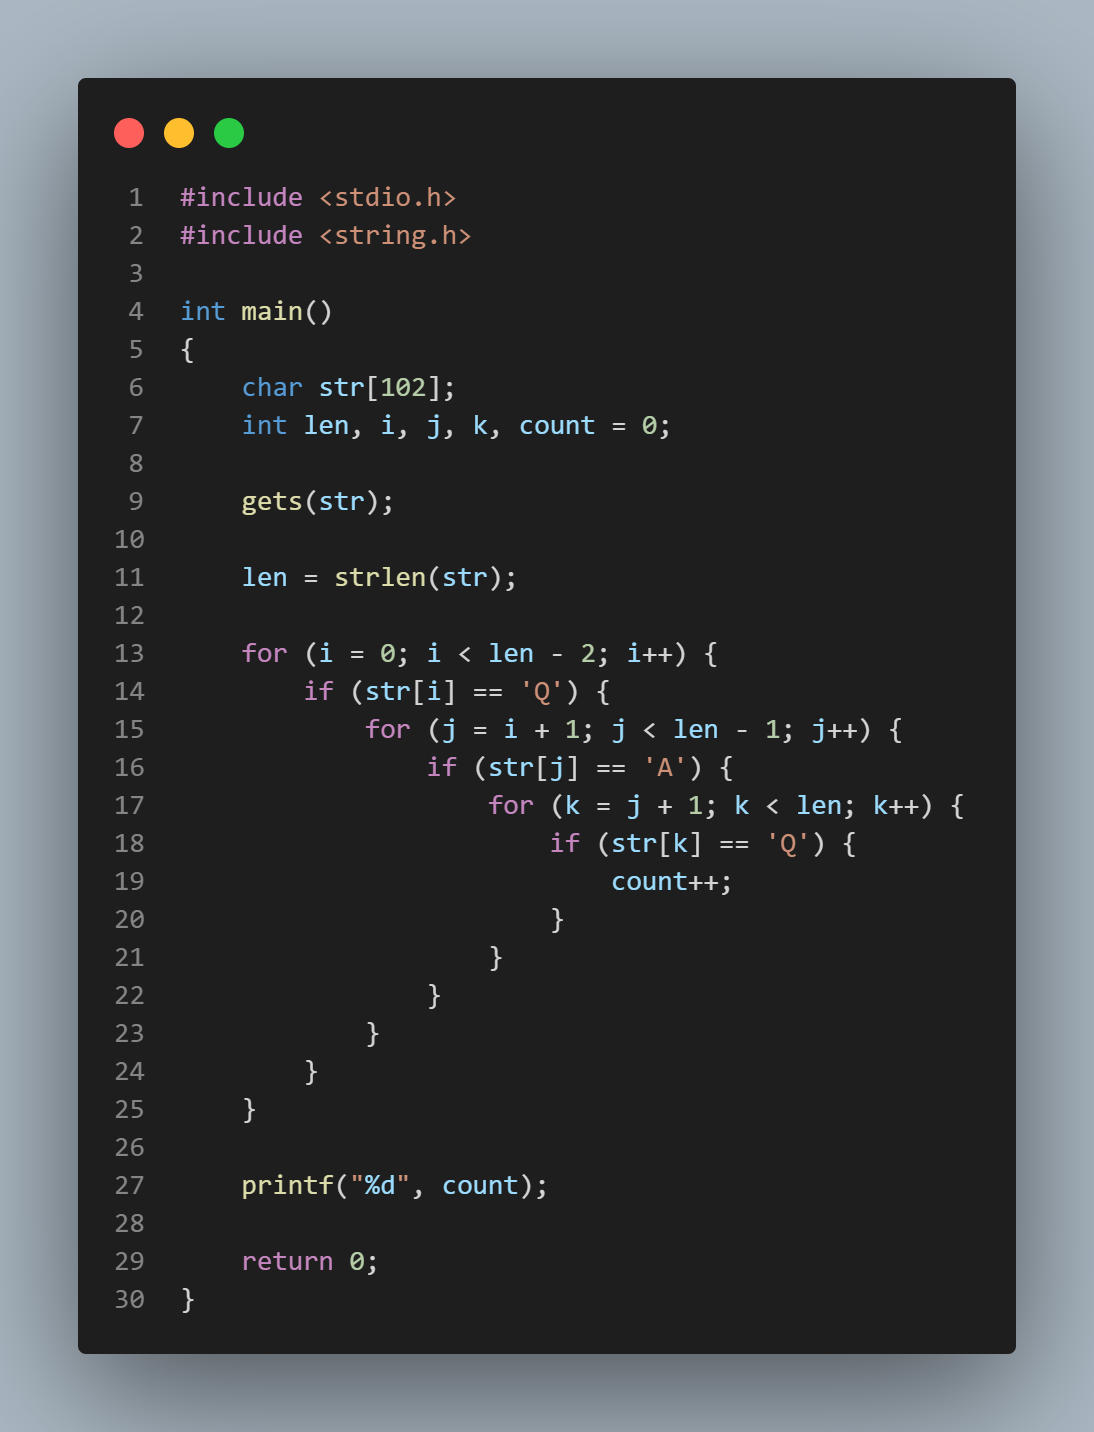 1 #include <stdio.h>
2 #include <string.h>
3
4 int main()
5 {
6     char str[102];
7     int len, i, j, k, count = 0;
8
9     gets(str);
10
11     len = strlen(str);
12
13     for (i = 0; i < len - 2; i++) {
14         if (str[i] == 'Q') {
15             for (j = i + 1; j < len - 1; j++) {
16                 if (str[j] == 'A') {
17                     for (k = j + 1; k < len; k++) {
18                         if (str[k] == 'Q') {
19                             count++;
20                         }
21                     }
22                 }
23             }
24         }
25     }
26
27     printf("%d", count);
28
29     return 0;
30 }